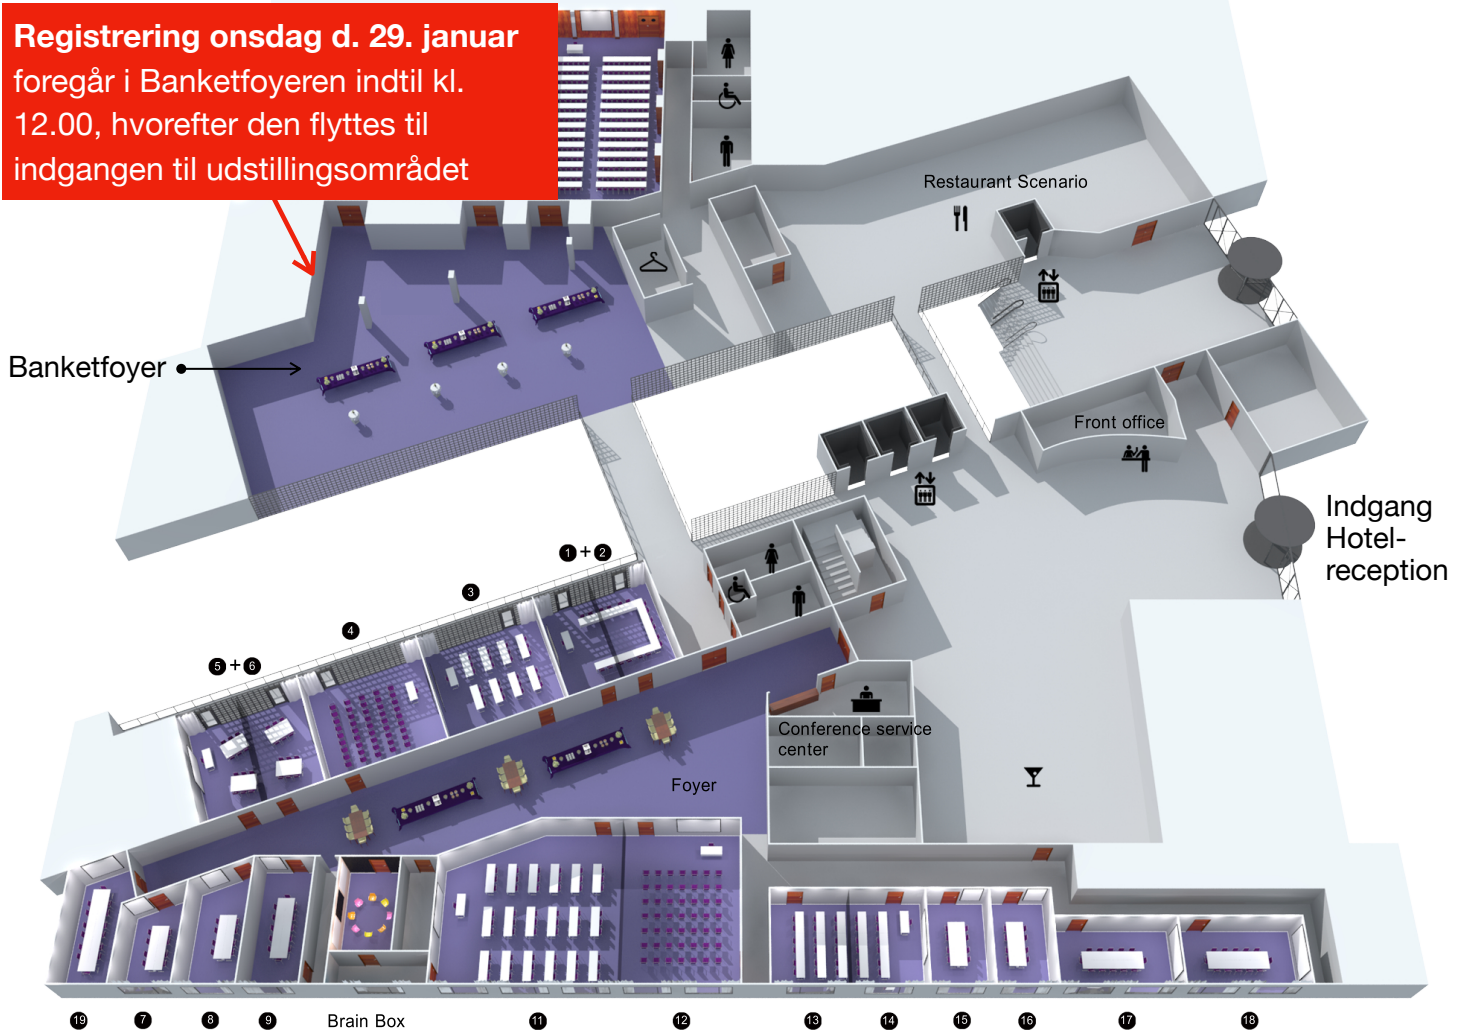 Registrering onsdag d. 29. januar
foregår i Banketfoyeren indtil kl.
12.00, hvorefter den flyttes til
indgangen til udstillingsområdet
Restaurant Scenario
Banketfoyer
Front office
Indgang
Hotel-
reception
1 + 2
3
4
5 + 6
Conference service
center
Foyer
19
7
8
9
Brain Box
11
12
13
14
15
16
17
18